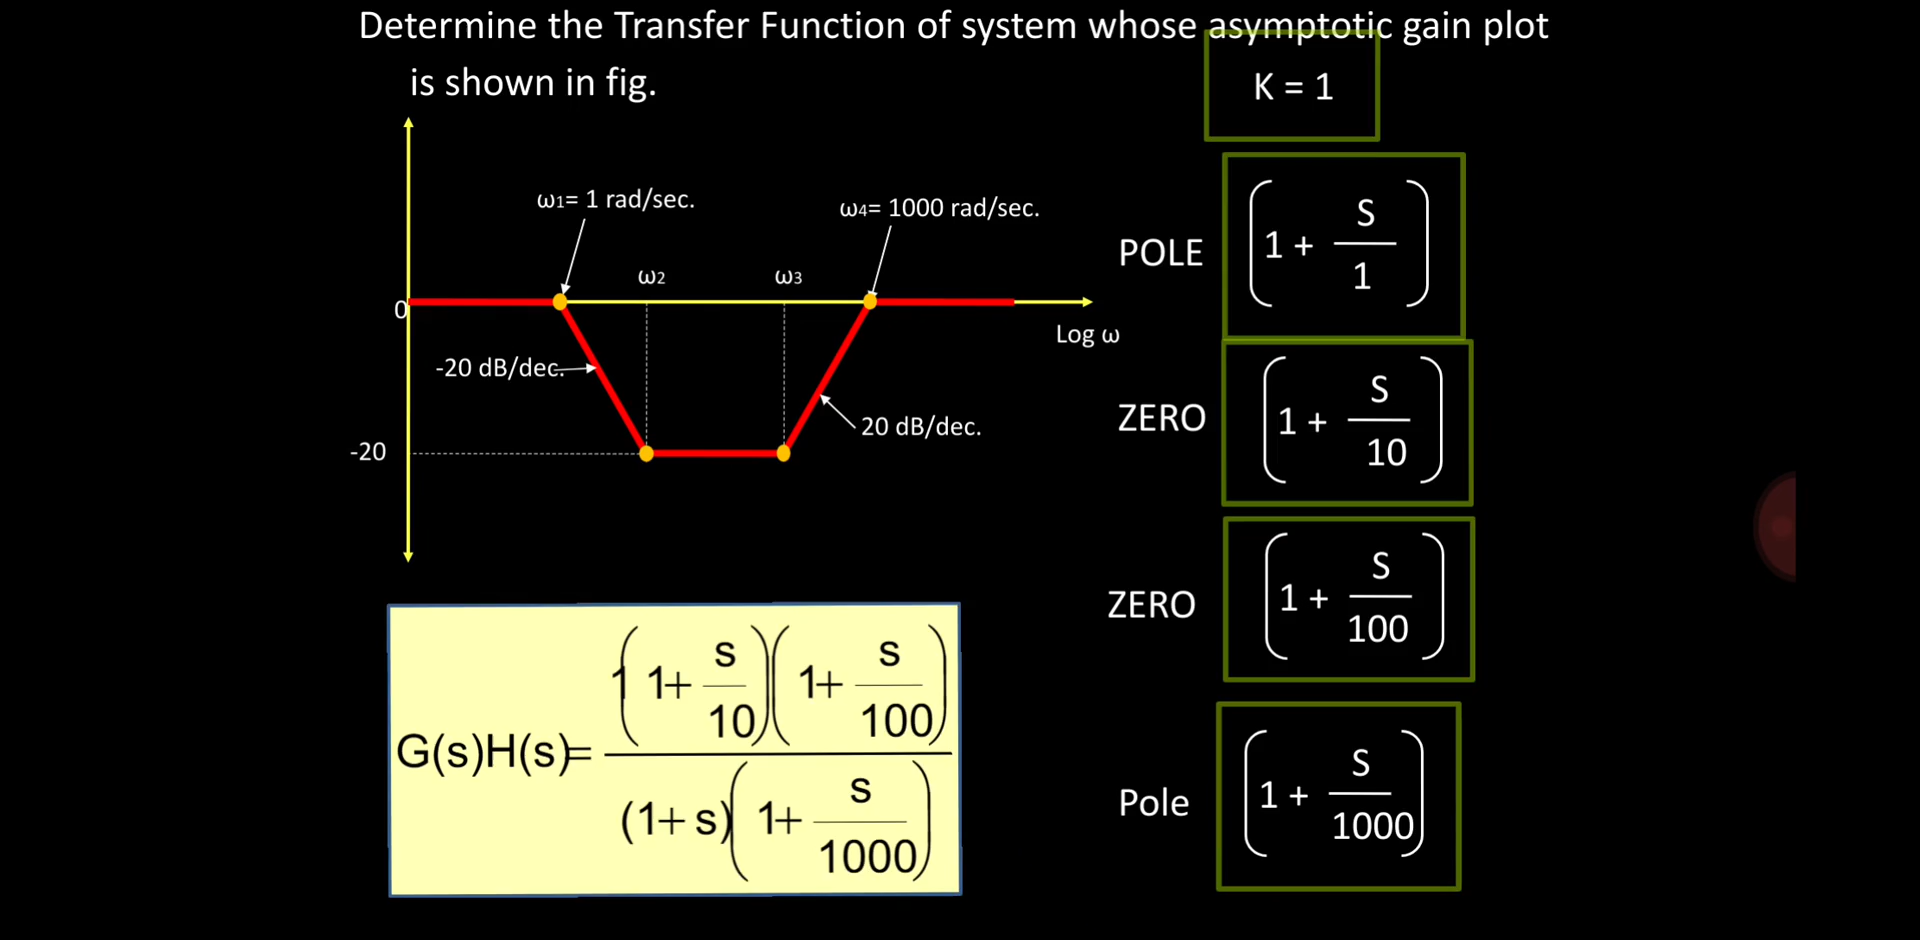 Determine the Transfer Function of system whose asymptotic gain plot
is shown in fig.
K = 1
ω1= 1 rad/sec.
ω4= 1000 rad/sec.
ω2
ω3
0
Log ω
-20 dB/dec.
20 dB/dec.
-20
POLE (1 + S/1)
ZERO (1 + S/10)
ZERO (1 + S/100)
Pole (1 + S/1000)
G(s)H(s)= 1(1+ s/10)(1+ s/100) / (1+ s)(1+ s/1000)